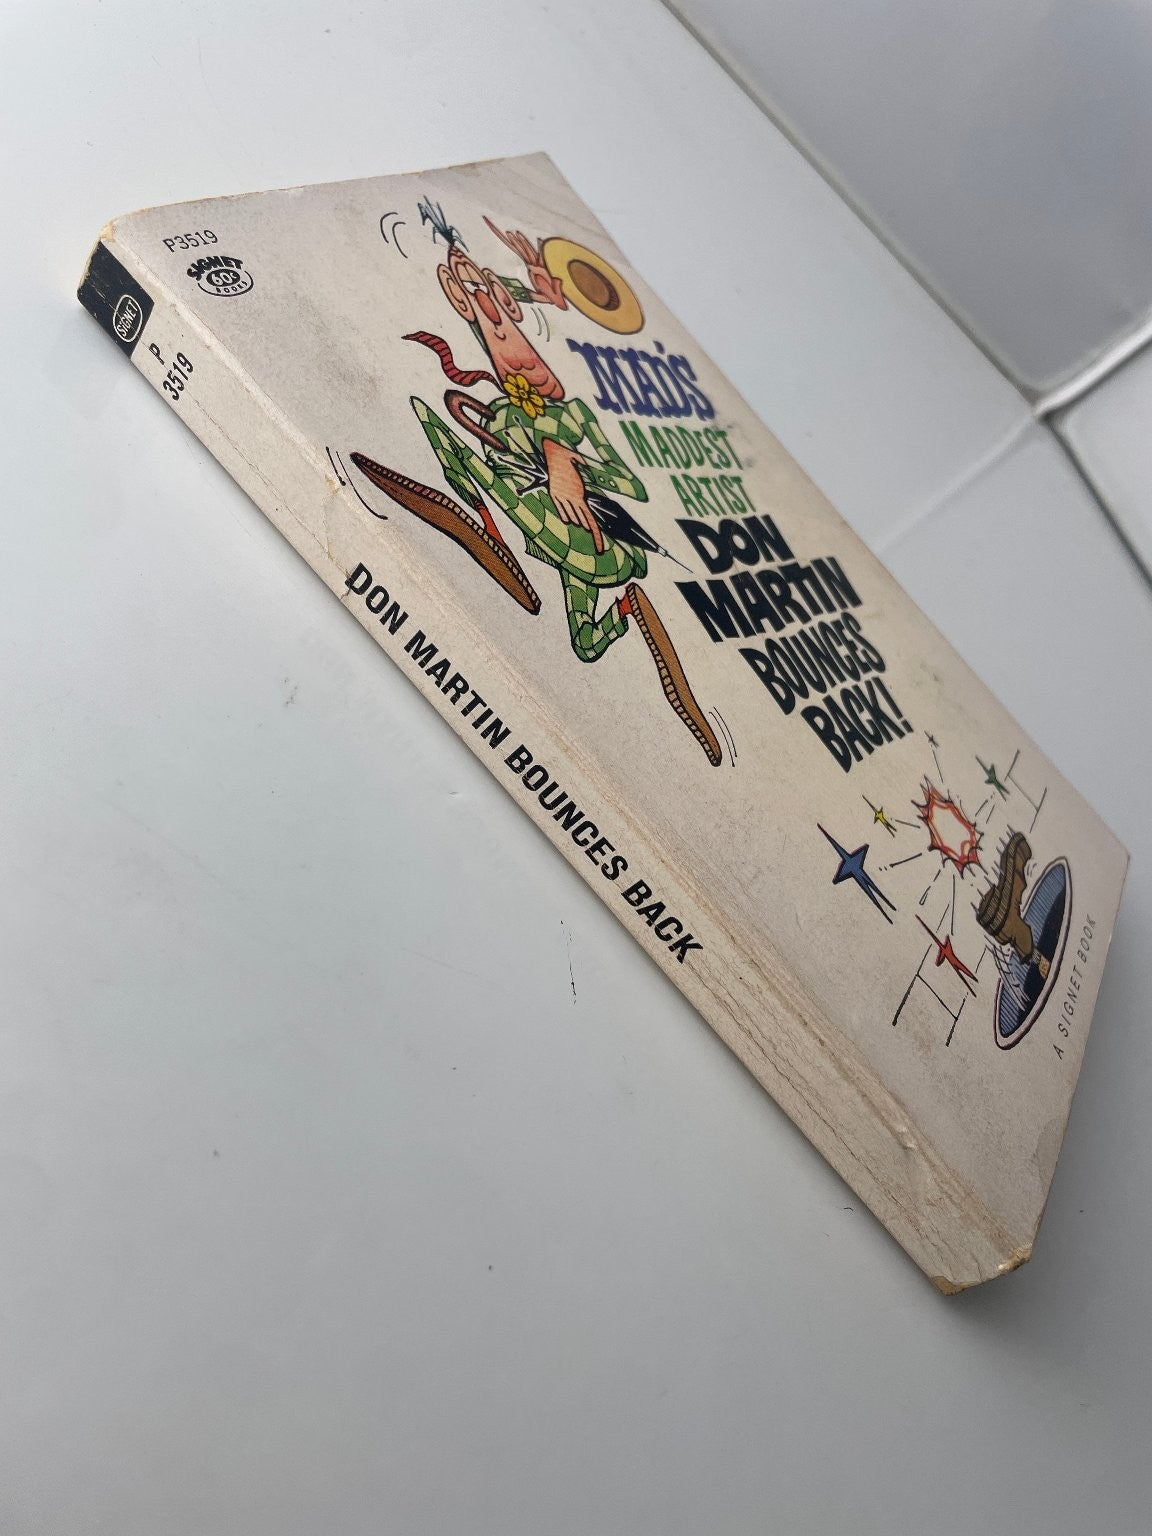 P3519
SIGNET
60¢
BOOKS
MAD'S
MADDEST
ARTIST
DON
MARTIN
BOUNCES
BACK!
A SIGNET BOOK
SIGNET
P
3519
DON MARTIN BOUNCES BACK